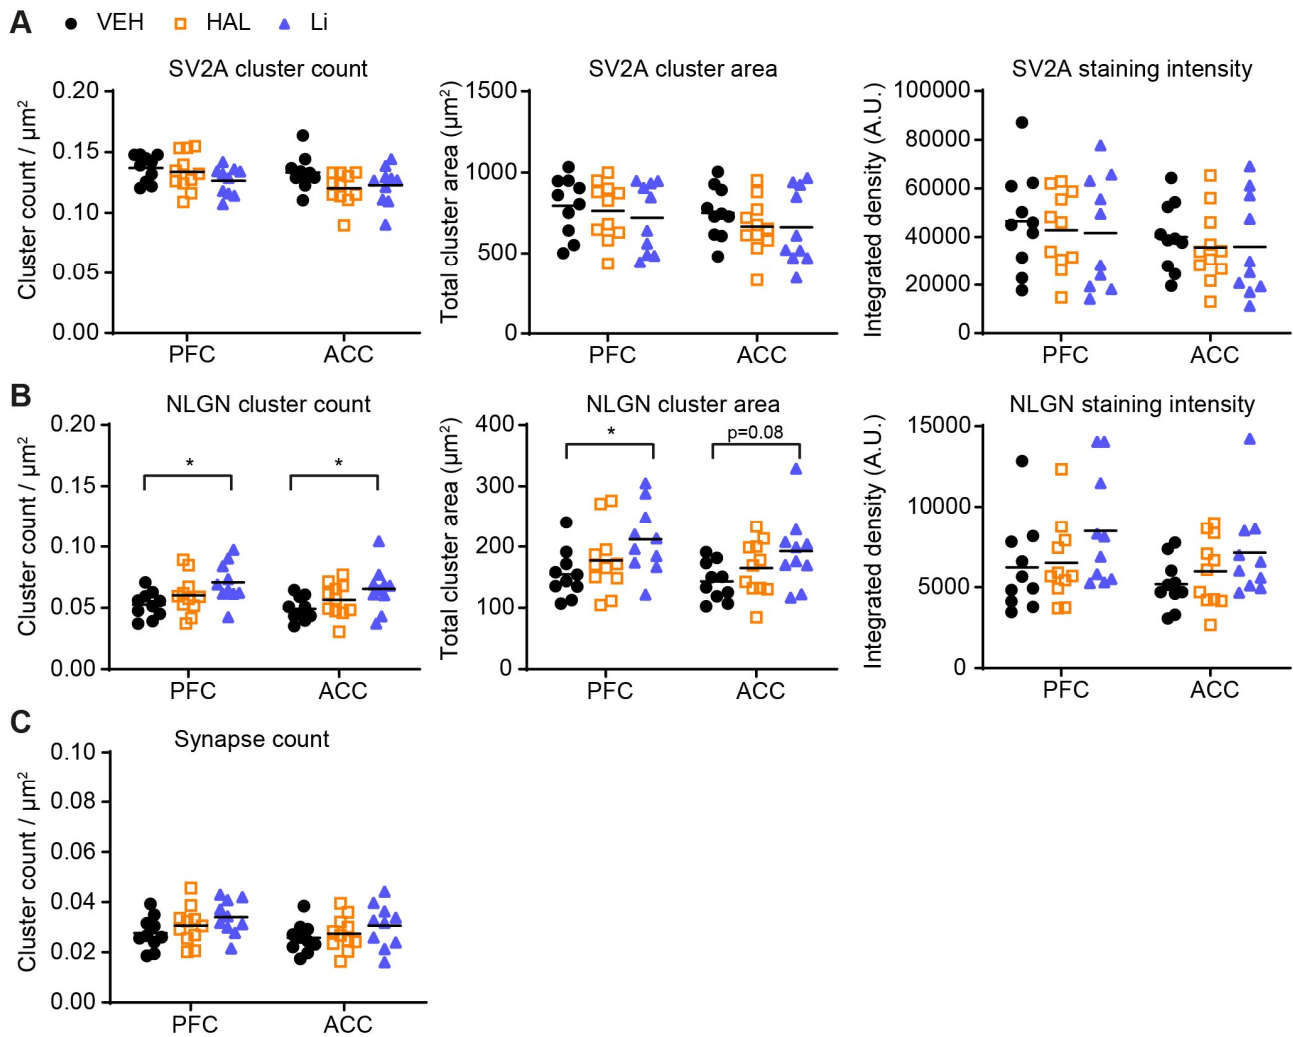 A VEH HAL Li
SV2A cluster count
Cluster count / µm²
0.20
0.15
0.10
0.05
0.00
PFC ACC
SV2A cluster area
Total cluster area (µm²)
1500
1000
500
0
PFC ACC
SV2A staining intensity
Integrated density (A.U.)
100000
80000
60000
40000
20000
0
PFC ACC
B
NLGN cluster count
Cluster count / µm²
0.20
0.15
0.10
0.05
0.00
* *
PFC ACC
NLGN cluster area
Total cluster area (µm²)
400
300
200
100
0
* p=0.08
PFC ACC
NLGN staining intensity
Integrated density (A.U.)
15000
10000
5000
0
PFC ACC
C
Synapse count
Cluster count / µm²
0.10
0.08
0.06
0.04
0.02
0.00
PFC ACC